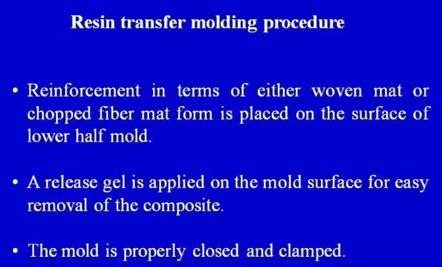 Resin transfer molding procedure
• Reinforcement in terms of either woven mat or
chopped fiber mat form is placed on the surface of
lower half mold.
• A release gel is applied on the mold surface for easy
removal of the composite.
• The mold is properly closed and clamped.